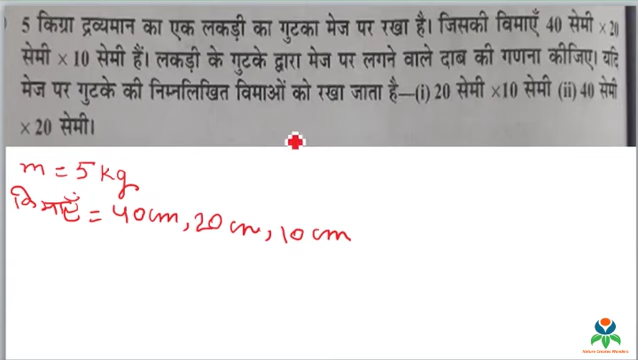 5 किग्रा द्रव्यमान का एक लकड़ी का गुटका मेज पर रखा है। जिसकी विमाएँ 40 सेमी × 20
सेमी × 10 सेमी हैं। लकड़ी के गुटके द्वारा मेज पर लगने वाले दाब की गणना कीजिए। यदि
मेज पर गुटके की निम्नलिखित विमाओं को रखा जाता है—(i) 20 सेमी ×10 सेमी (ii) 40 सेमी
× 20 सेमी।
m = 5 kg
विमाएँ = 40 cm, 20 cm, 10 cm